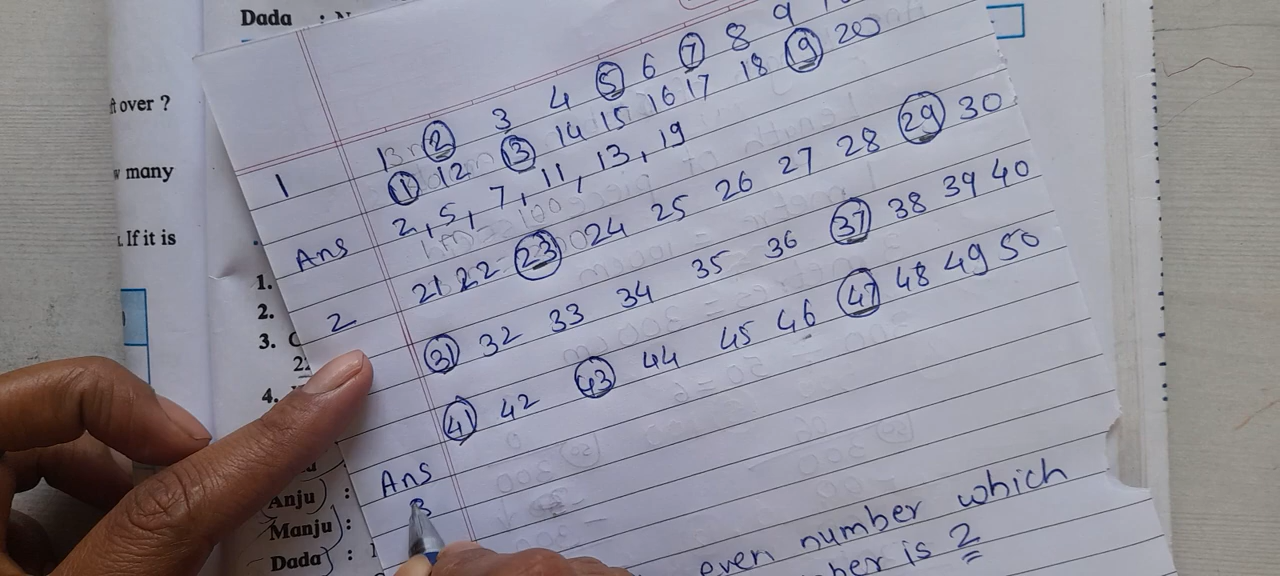 Dada :
ft over ?
many
. If it is
1 2 3 4 5 6 7 8 9
1 11 12 13 14 15 16 17 18 19 20
Ans 2, 5, 7, 11, 13, 19
2 21 22 23 24 25 26 27 28 29 30
31 32 33 34 35 36 37 38 39 40
41 42 43 44 45 46 47 48 49 50
Ans
1.
2.
3.
4.
Anju :
Manju :
Dada :
even number which
is 2